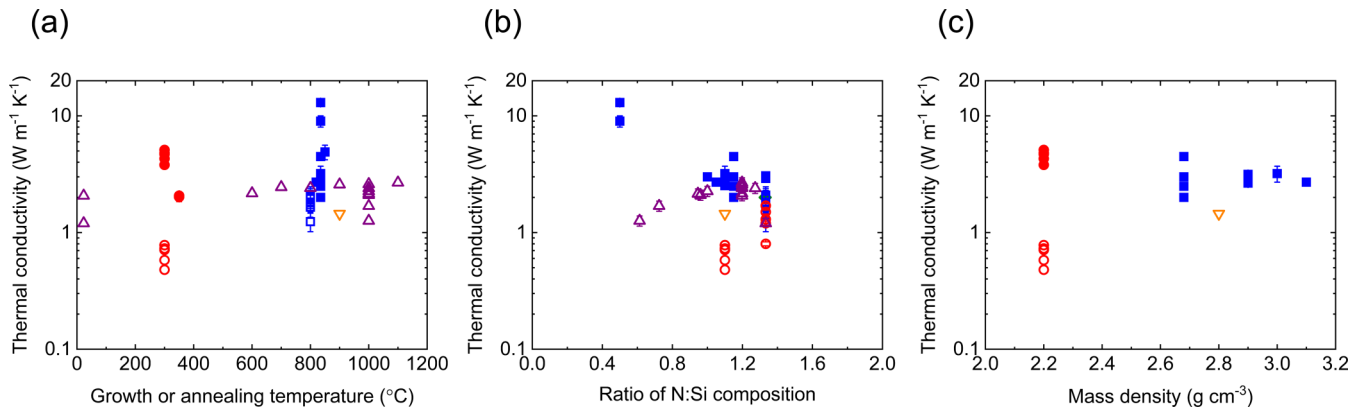 (a)
Thermal conductivity (W m⁻¹ K⁻¹)
20
10
1
0.1
0 200 400 600 800 1000 1200
Growth or annealing temperature (°C)
(b)
Thermal conductivity (W m⁻¹ K⁻¹)
20
10
1
0.1
0.0 0.4 0.8 1.2 1.6 2.0
Ratio of N:Si composition
(c)
Thermal conductivity (W m⁻¹ K⁻¹)
20
10
1
0.1
2.0 2.2 2.4 2.6 2.8 3.0 3.2
Mass density (g cm⁻³)